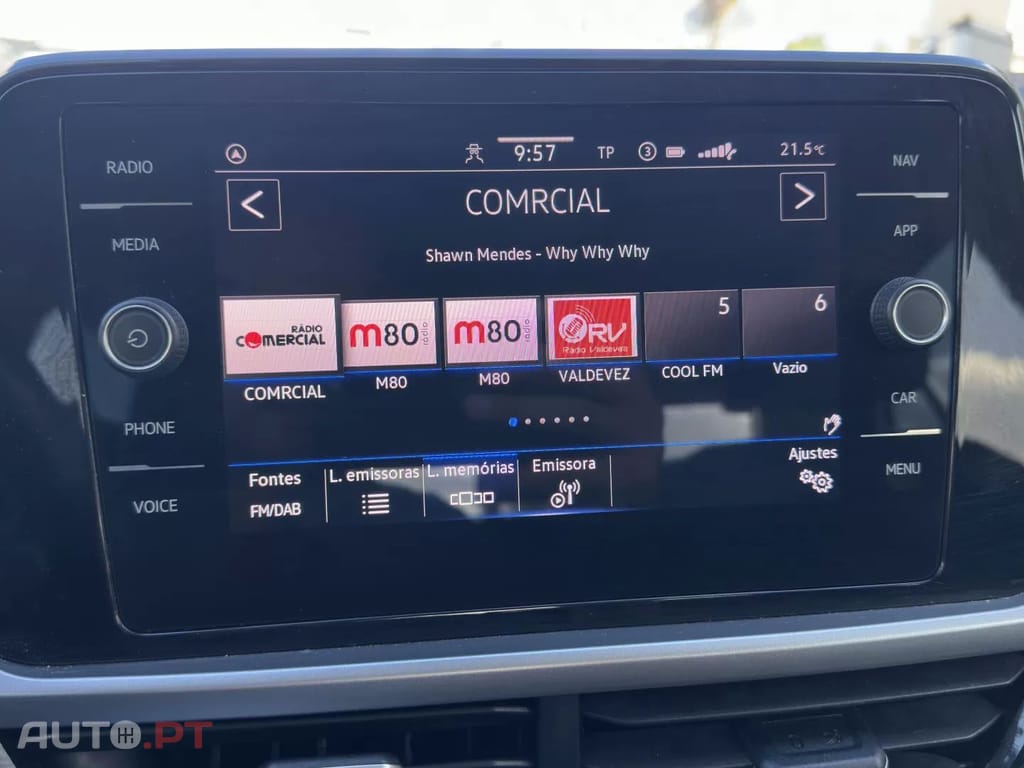 RADIO
MEDIA
PHONE
VOICE
9:57
TP
3
21.5°C
COMRCIAL
Shawn Mendes - Why Why Why
RÁDIO
COMERCIAL
m80 rádio
m80 rádio
RV
Rádio Valdevez
5
6
COMRCIAL
M80
M80
VALDEVEZ
COOL FM
Vazio
Fontes
FM/DAB
L. emissoras
L. memórias
Emissora
Ajustes
NAV
APP
CAR
MENU
AUTO.PT